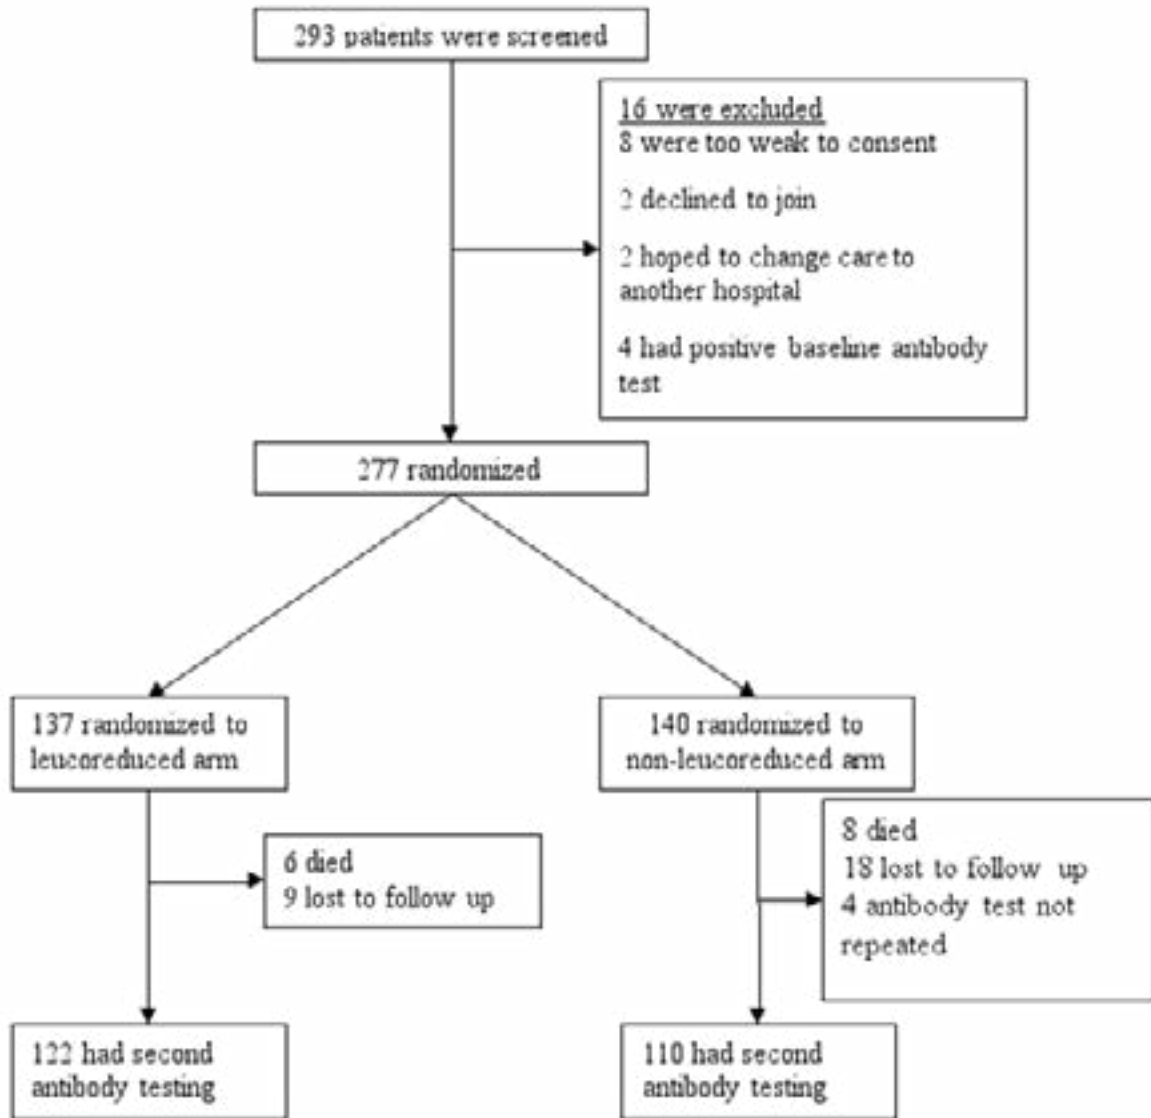 293 patients were screened
16 were excluded
8 were too weak to consent
2 declined to join
2 hoped to change care to
another hospital
4 had positive baseline antibody
test
277 randomized
137 randomized to
leucoreduced arm
140 randomized to
non-leucoreduced arm
6 died
9 lost to follow up
8 died
18 lost to follow up
4 antibody test not
repeated
122 had second
antibody testing
110 had second
antibody testing